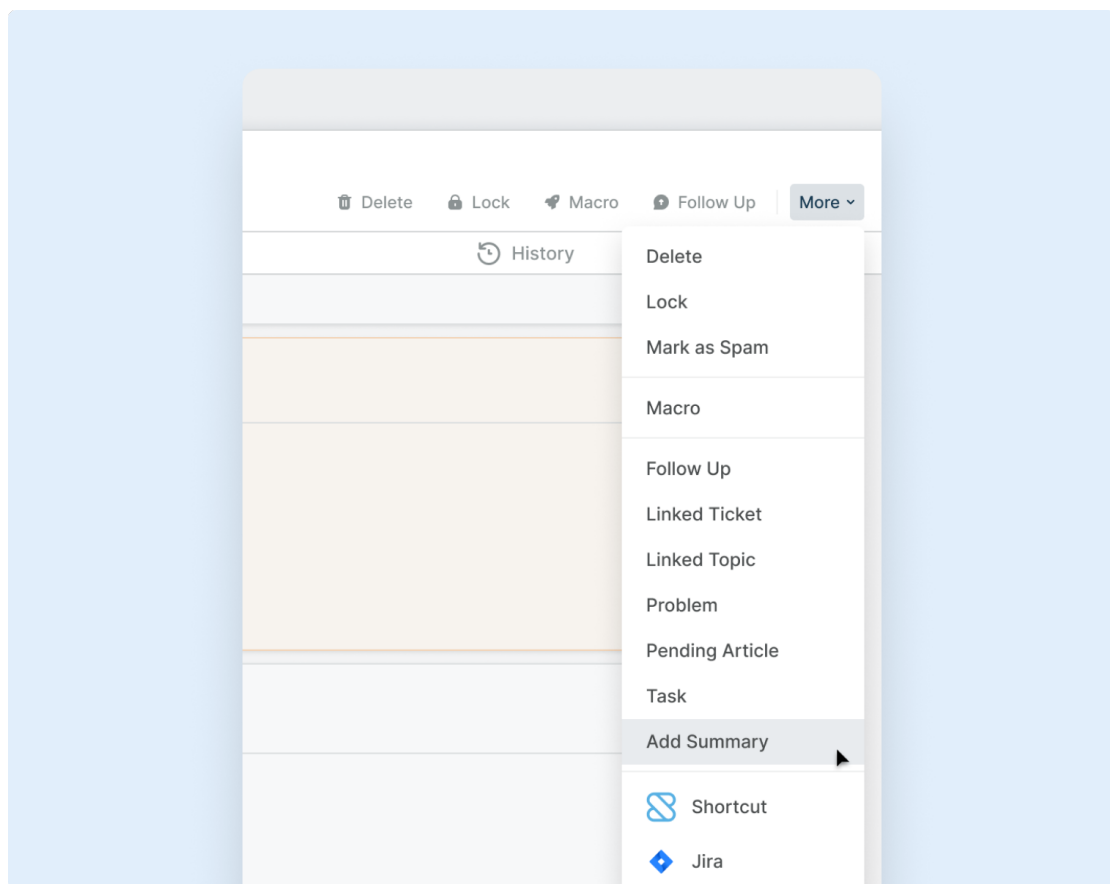 Delete Lock Macro Follow Up More
History
Delete
Lock
Mark as Spam
Macro
Follow Up
Linked Ticket
Linked Topic
Problem
Pending Article
Task
Add Summary
Shortcut
Jira